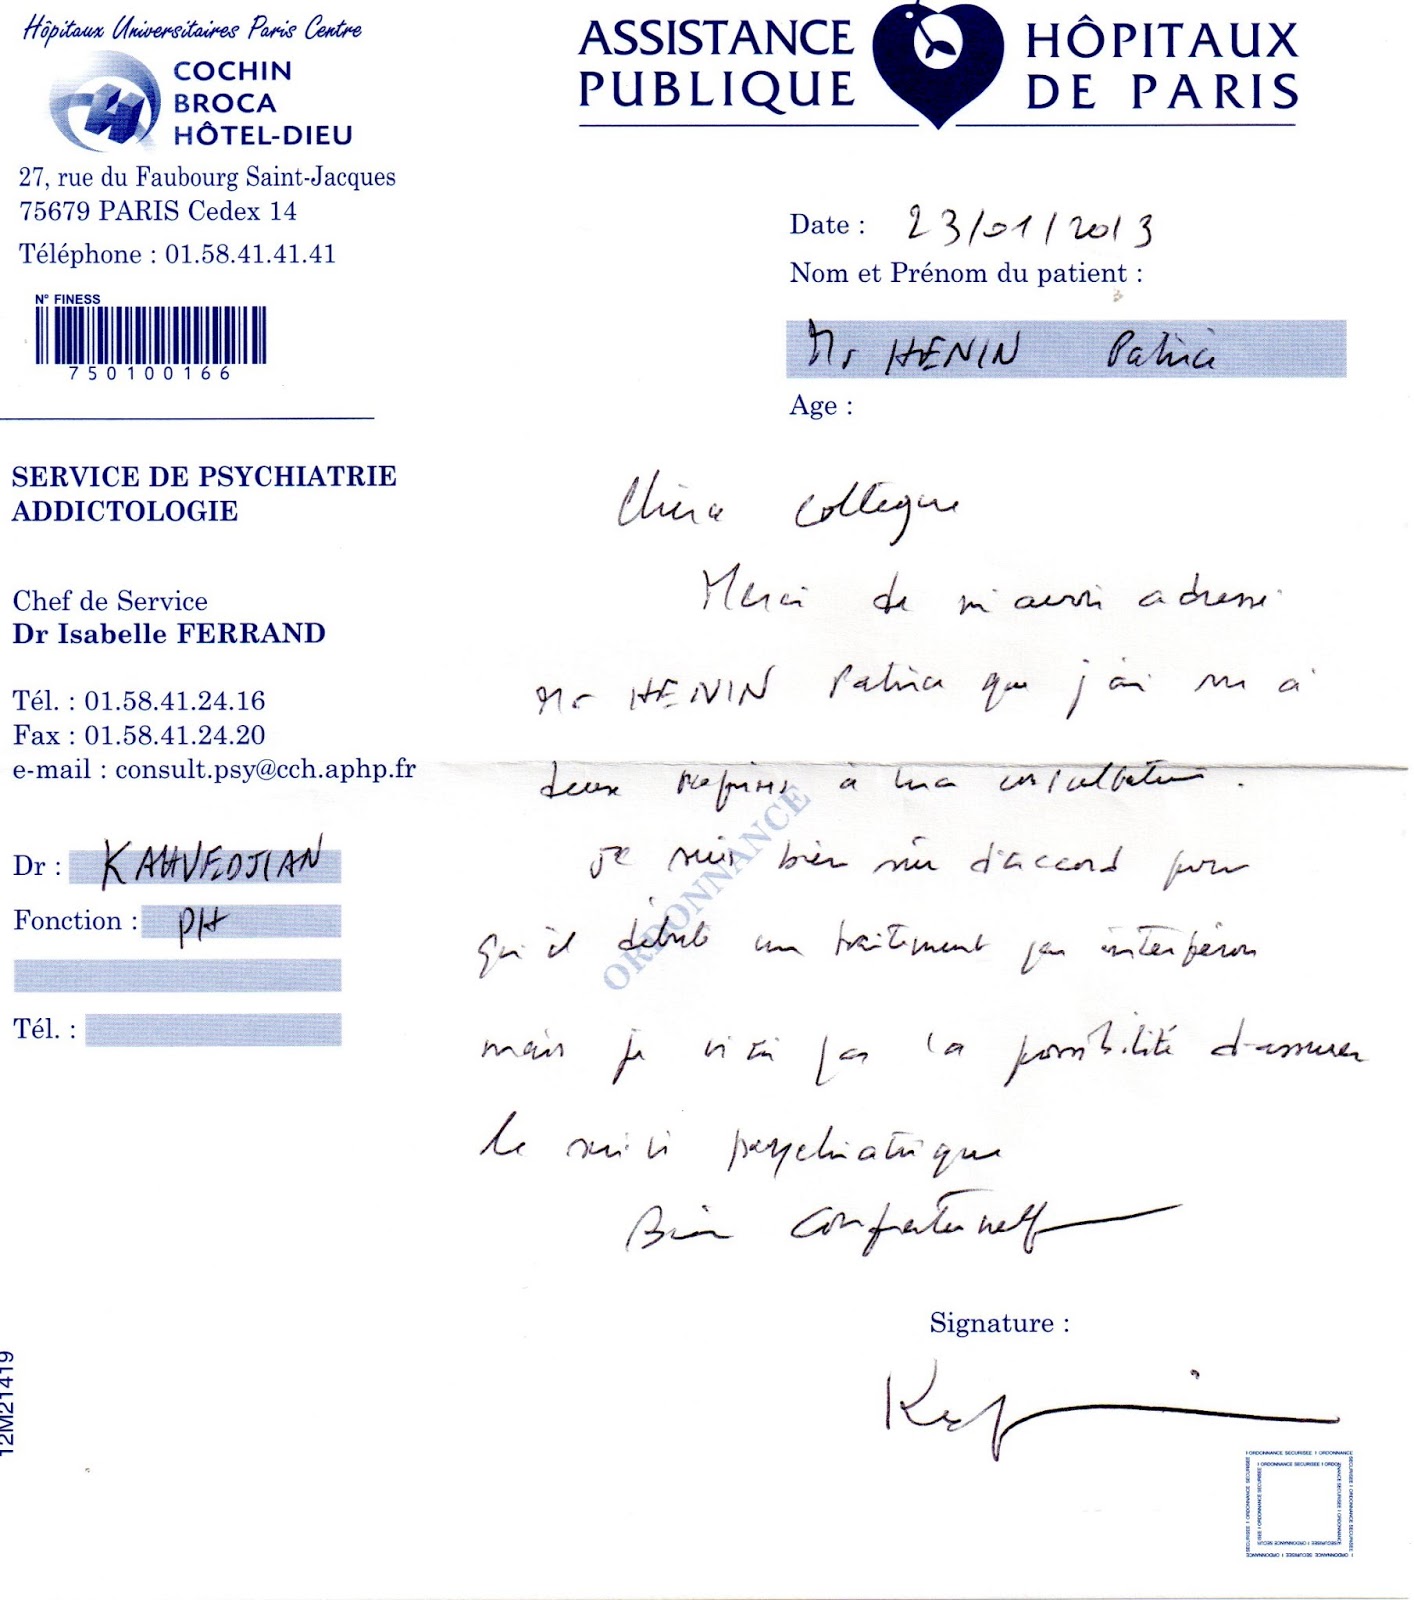 Hôpitaux Universitaires Paris Centre
COCHIN
BROCA
HÔTEL-DIEU
27, rue du Faubourg Saint-Jacques
75679 PARIS Cedex 14
Téléphone : 01.58.41.41.41
N° FINESS
750100166
ASSISTANCE PUBLIQUE
HÔPITAUX DE PARIS
Date : 23/01/2013
Nom et Prénom du patient :
Mr HENIN Patrice
Age :
SERVICE DE PSYCHIATRIE
ADDICTOLOGIE
Chef de Service
Dr Isabelle FERRAND
Tél. : 01.58.41.24.16
Fax : 01.58.41.24.20
e-mail : consult.psy@cch.aphp.fr
Dr : KAHVEDJIAN
Fonction : PH
Tél. :
Chère collègue
Merci de m'avoir adressé
Mr HENIN Patrice que j'ai vu à
deux reprises à ma consultation.
Je suis bien sûr d'accord pour
qu'il débute un traitement par interféron
mais je n'ai pas la possibilité d'assurer
le suivi psychiatrique
Bien confraternell
ORDONNANCE
Signature :
12M21419
ORDONNANCE SECURISEE